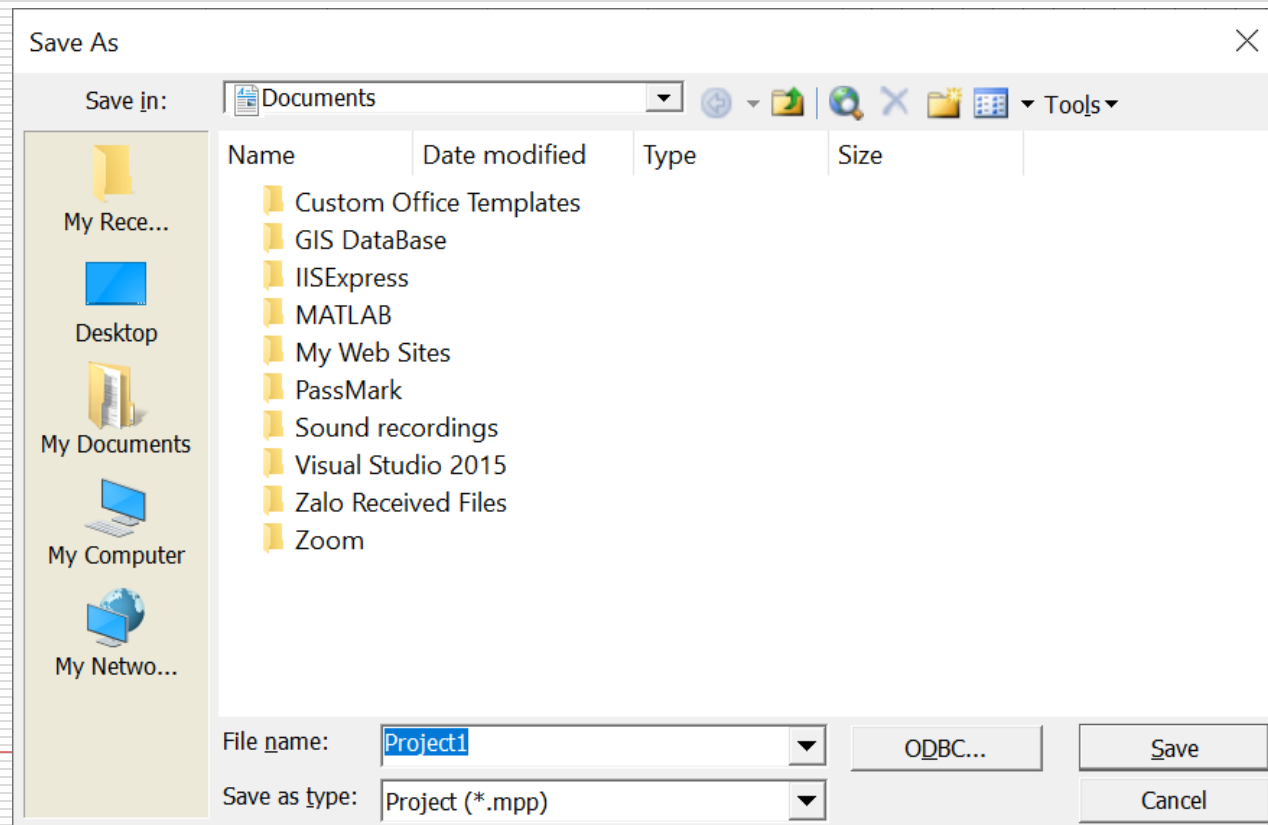 Save As
Save in:
Documents
Tools
Name Date modified Type Size
My Rece...
Desktop
My Documents
My Computer
My Netwo...
Custom Office Templates
GIS DataBase
IISExpress
MATLAB
My Web Sites
PassMark
Sound recordings
Visual Studio 2015
Zalo Received Files
Zoom
File name: Project1 ODBC... Save
Save as type: Project (*.mpp) Cancel